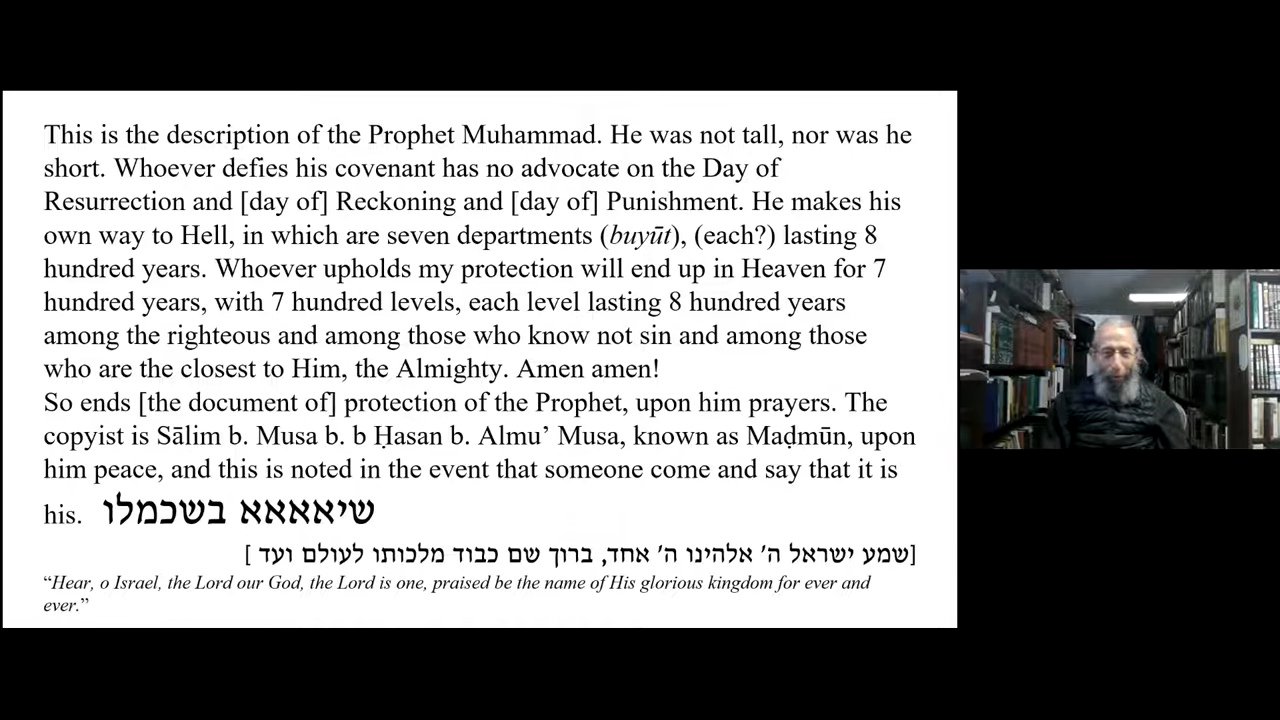 This is the description of the Prophet Muhammad. He was not tall, nor was he
short. Whoever defies his covenant has no advocate on the Day of
Resurrection and [day of] Reckoning and [day of] Punishment. He makes his
own way to Hell, in which are seven departments (buyūt), (each?) lasting 8
hundred years. Whoever upholds my protection will end up in Heaven for 7
hundred years, with 7 hundred levels, each level lasting 8 hundred years
among the righteous and among those who know not sin and among those
who are the closest to Him, the Almighty. Amen amen!
So ends [the document of] protection of the Prophet, upon him prayers. The
copyist is Sālim b. Musa b. b Ḥasan b. Almu’ Musa, known as Maḍmūn, upon
him peace, and this is noted in the event that someone come and say that it is
his. שיאאאא בשכמלו
[שמע ישראל ה׳ אלהינו ה׳ אחד, ברוך שם כבוד מלכותו לעולם ועד ]
“Hear, o Israel, the Lord our God, the Lord is one, praised be the name of His glorious kingdom for ever and
ever.”